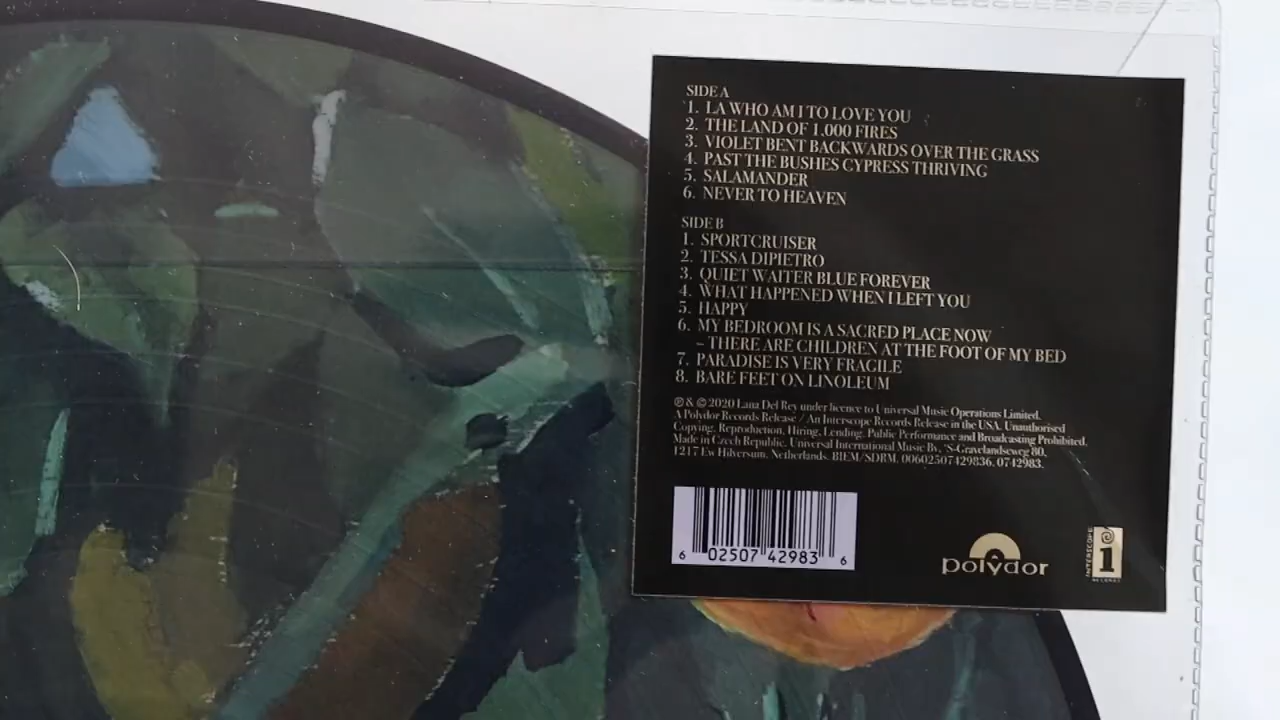 SIDE A
1. LA WHO AM I TO LOVE YOU
2. THE LAND OF 1,000 FIRES
3. VIOLET BENT BACKWARDS OVER THE GRASS
4. PAST THE BUSHES CYPRESS THRIVING
5. SALAMANDER
6. NEVER TO HEAVEN
SIDE B
1. SPORTCRUISER
2. TESSA DIPIETRO
3. QUIET WAITER BLUE FOREVER
4. WHAT HAPPENED WHEN I LEFT YOU
5. HAPPY
6. MY BEDROOM IS A SACRED PLACE NOW
– THERE ARE CHILDREN AT THE FOOT OF MY BED
7. PARADISE IS VERY FRAGILE
8. BARE FEET ON LINOLEUM
℗ & © 2020 Lana Del Rey under licence to Universal Music Operations Limited.
A Polydor Records Release / An Interscope Records Release in the USA. Unauthorised
Copying, Reproduction, Hiring, Lending, Public Performance and Broadcasting Prohibited.
Made in Czech Republic. Universal International Music Bv, 'S-Gravelandseweg 80,
1217 Ew Hilversum, Netherlands. BIEM/SDRM. 00602507429836, 0742983.
6 02507 42983 6
polydor
INTERSCOPE
i
RECORDS